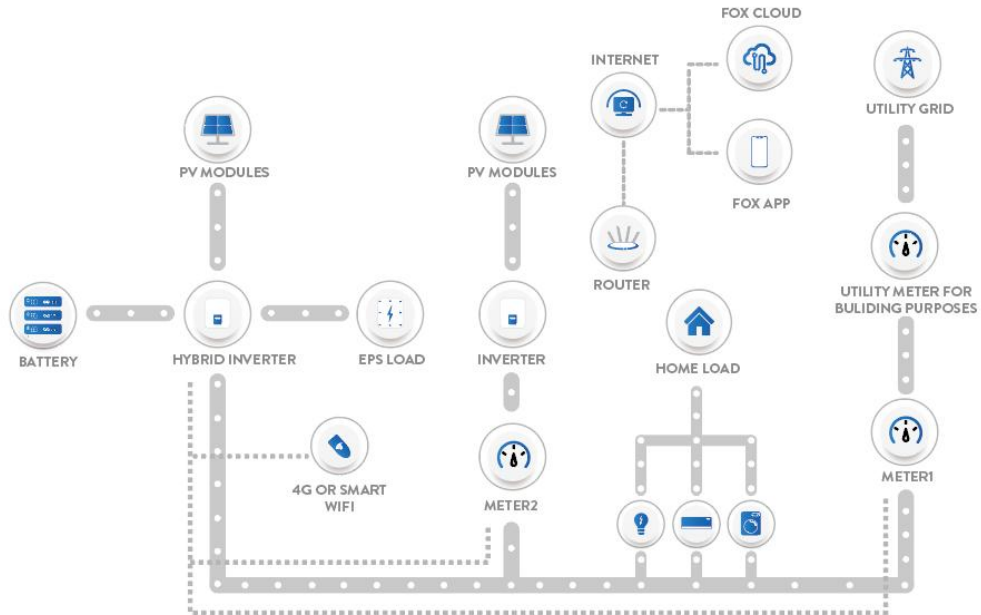 FOX CLOUD
INTERNET
UTILITY GRID
PV MODULES
PV MODULES
FOX APP
ROUTER
UTILITY METER FOR
BULIDING PURPOSES
BATTERY
HYBRID INVERTER
EPS LOAD
INVERTER
HOME LOAD
4G OR SMART
WIFI
METER2
METER1